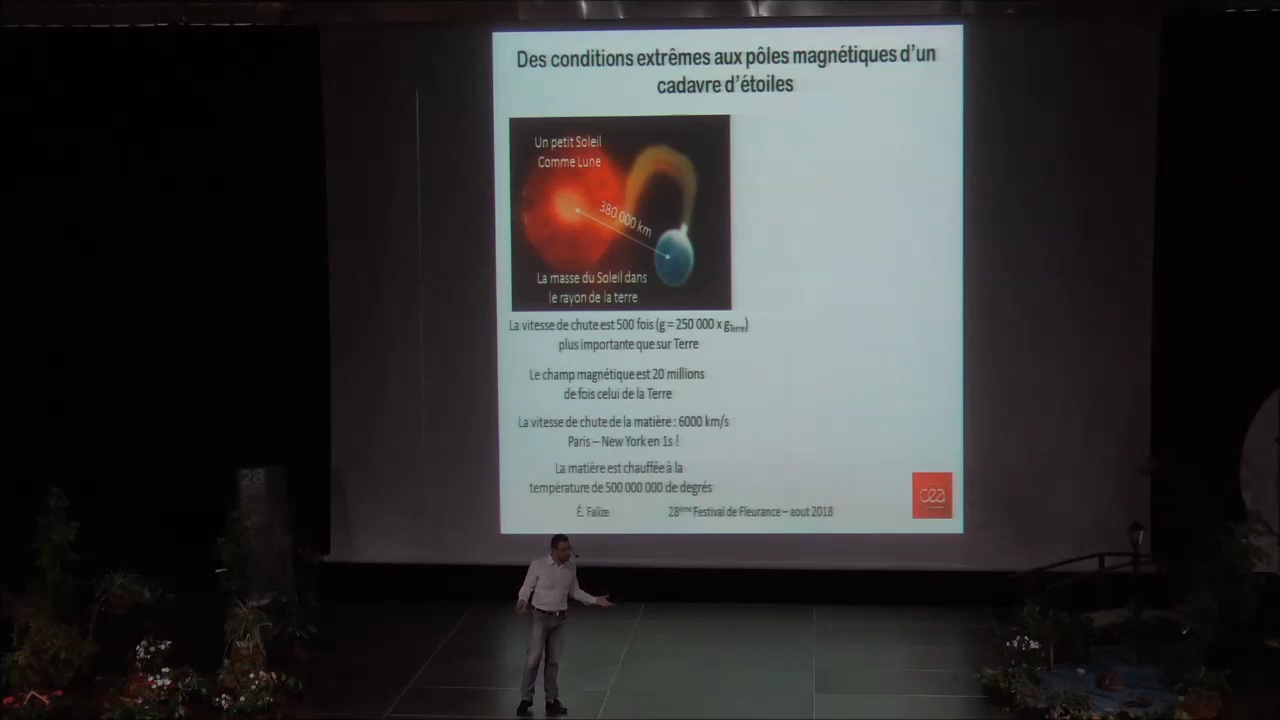 Des conditions extrêmes aux pôles magnétiques d'un
cadavre d'étoiles
Un petit Soleil
Comme Lune
380 000 km
La masse du Soleil dans
le rayon de la terre
La vitesse de chute est 500 fois (g = 250 000 x gTerre)
plus importante que sur Terre
Le champ magnétique est 20 millions
de fois celui de la Terre
La vitesse de chute de la matière : 6000 km/s
Paris – New York en 1s !
La matière est chauffée à la
température de 500 000 000 de degrés
É. Falize
28ème Festival de Fleurance – aout 2018
cea
28